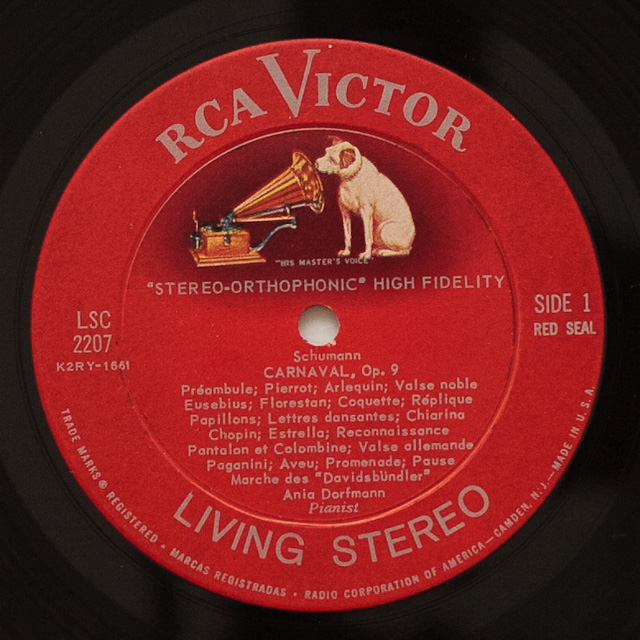 RCA VICTOR
"HIS MASTER'S VOICE"
"STEREO-ORTHOPHONIC" HIGH FIDELITY
LSC
2207
K2RY-1661
SIDE 1
RED SEAL
Schumann
CARNAVAL, Op. 9
Préambule; Pierrot; Arlequin; Valse noble
Eusebius; Florestan; Coquette; Réplique
Papillons; Lettres dansantes; Chiarina
Chopin; Estrella; Reconnaissance
Pantalon et Colombine; Valse allemande
Paganini; Aveu; Promenade; Pause
Marche des "Davidsbündler"
Ania Dorfmann
Pianist
LIVING STEREO
TRADE MARKS ® REGISTERED • MARCAS REGISTRADAS • RADIO CORPORATION OF AMERICA—CAMDEN, N. J.—MADE IN U. S. A.